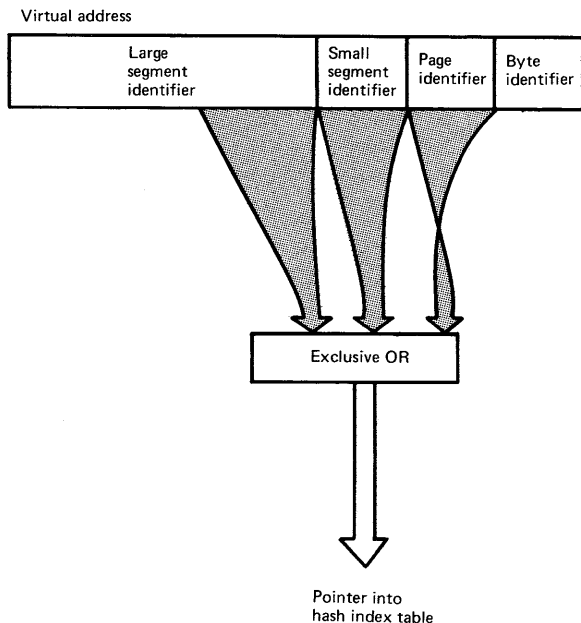 Virtual address
Large
segment
identifier
Small
segment
identifier
Page
identifier
Byte
identifier
Exclusive OR
Pointer into
hash index table